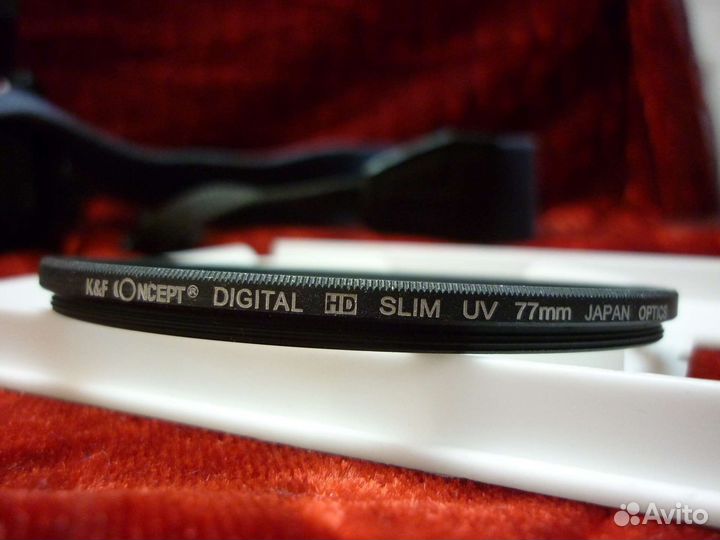 K&F CONCEPT® DIGITAL HD SLIM UV 77mm JAPAN OPTICS
Avito